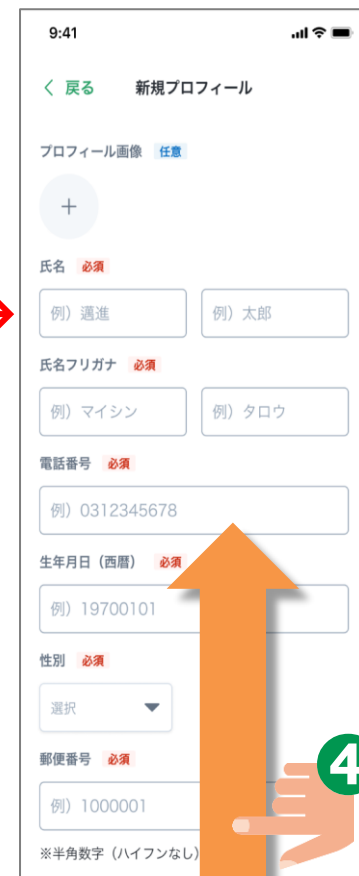 9:41
戻る 新規プロフィール
プロフィール画像 任意
氏名 必須
例）邁進 例）太郎
氏名フリガナ 必須
例）マイシン 例）タロウ
電話番号 必須
例）0312345678
生年月日（西暦） 必須
例）19700101
性別 必須
選択
郵便番号 必須
4
例）1000001
※半角数字（ハイフンなし）